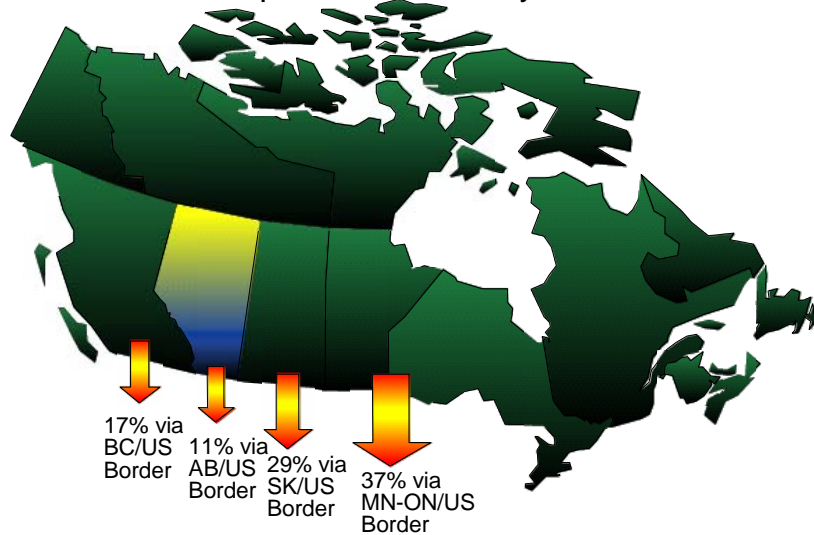 17% via
BC/US
Border
11% via
AB/US
Border
29% via
SK/US
Border
37% via
MN-ON/US
Border